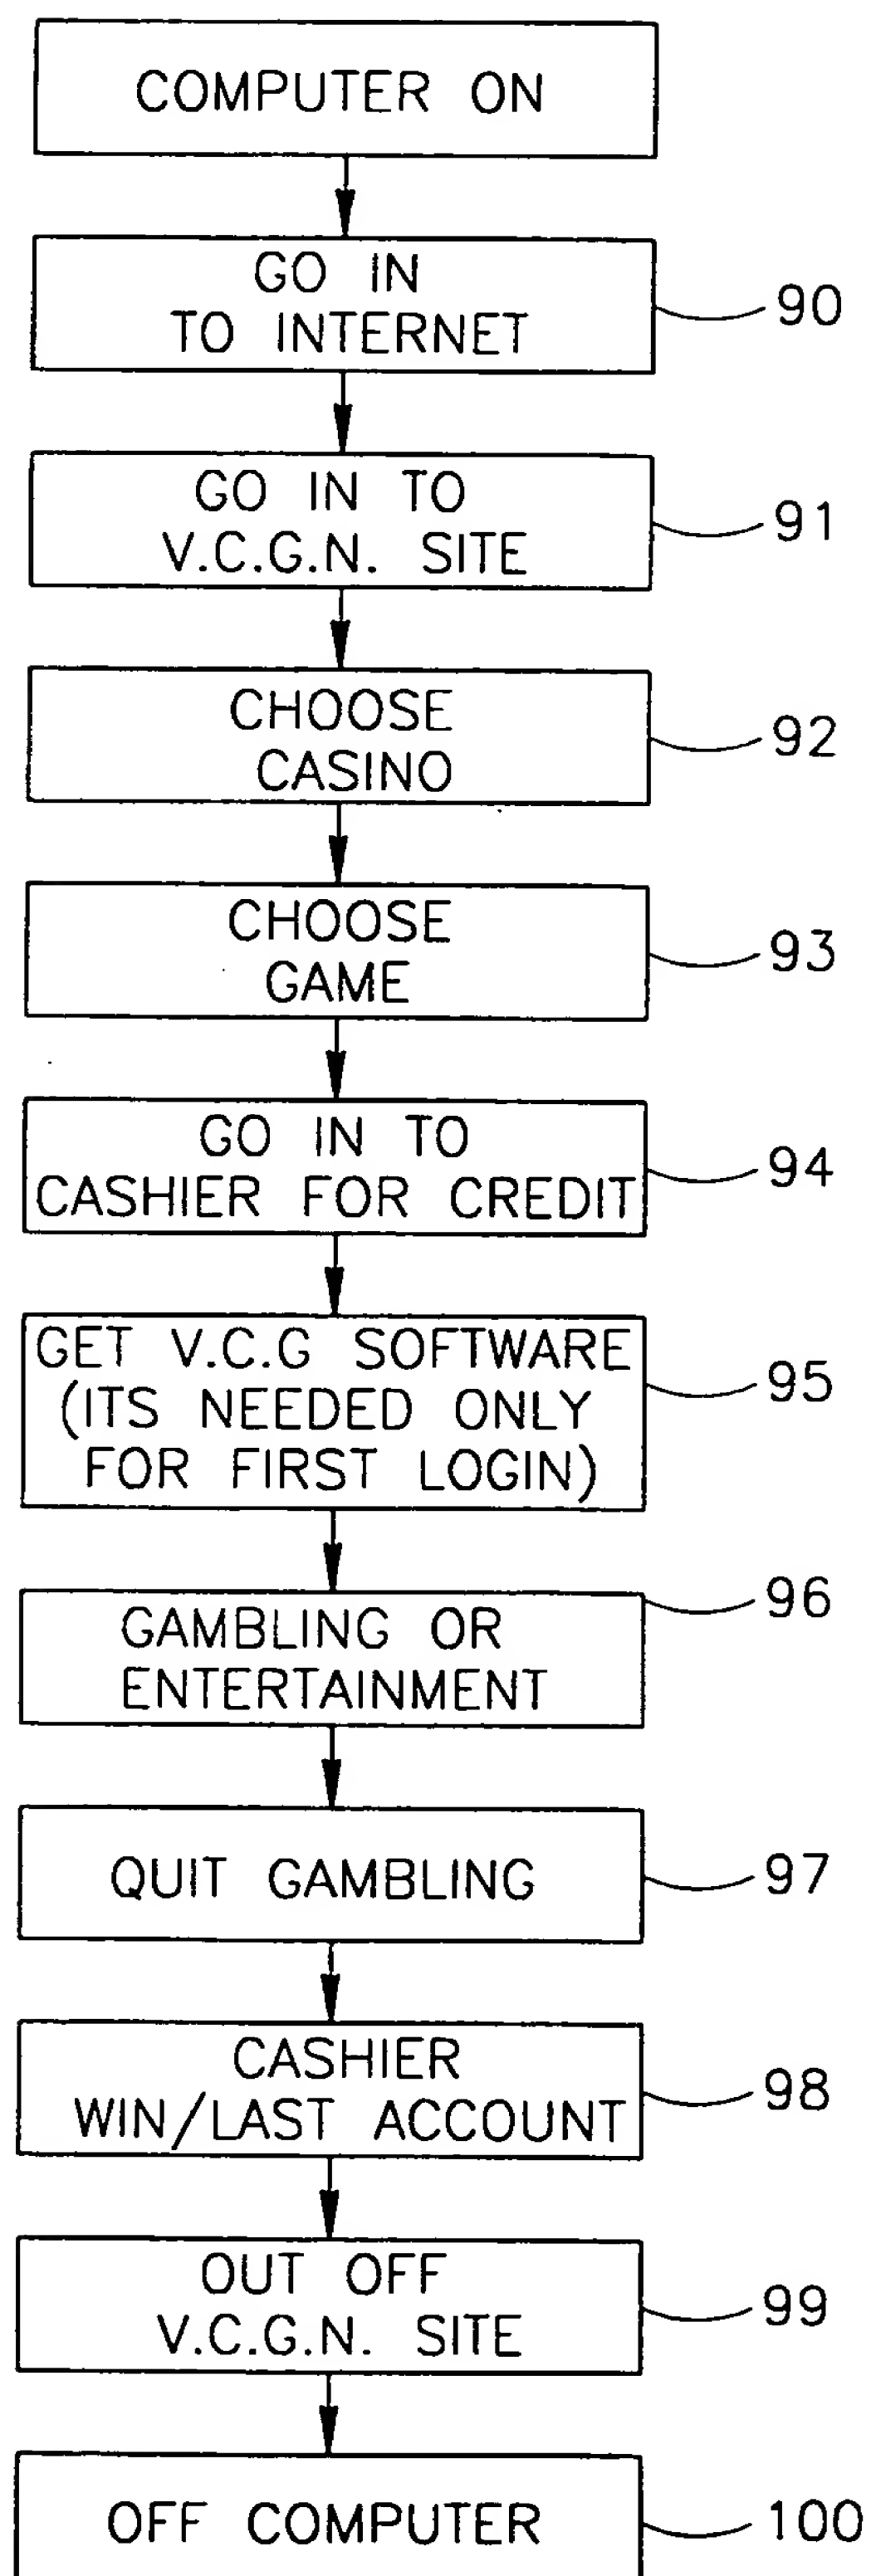 COMPUTER ON
GO IN
TO INTERNET
90
GO IN TO
V.C.G.N. SITE
91
CHOOSE
CASINO
92
CHOOSE
GAME
93
GO IN TO
CASHIER FOR CREDIT
94
GET V.C.G SOFTWARE
(ITS NEEDED ONLY
FOR FIRST LOGIN)
95
GAMBLING OR
ENTERTAINMENT
96
QUIT GAMBLING
97
CASHIER
WIN/LAST ACCOUNT
98
OUT OFF
V.C.G.N. SITE
99
OFF COMPUTER
100